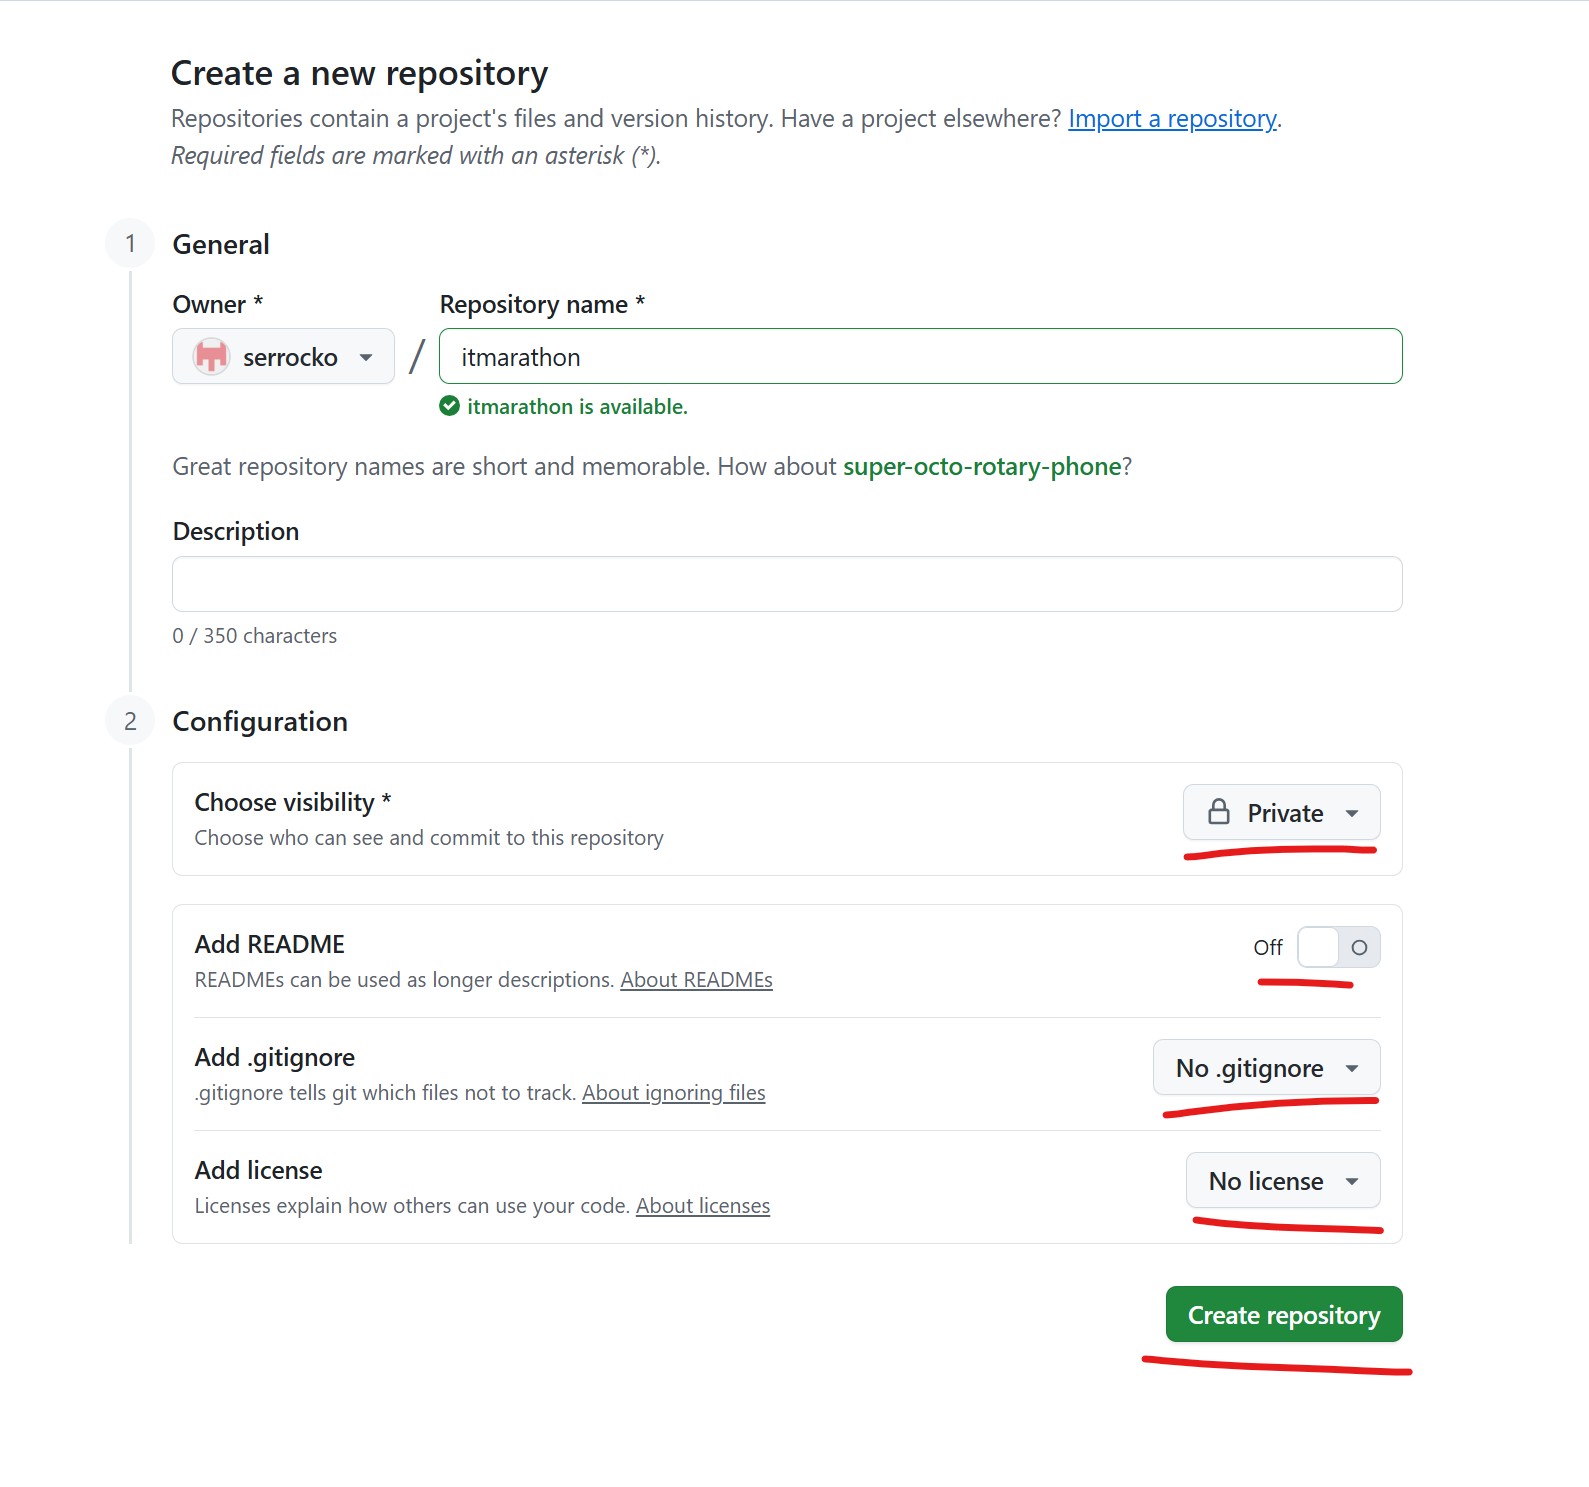 Create a new repository
Repositories contain a project's files and version history. Have a project elsewhere? Import a repository.
Required fields are marked with an asterisk (*).
1 General
Owner * Repository name *
serrocko / itmarathon
itmarathon is available.
Great repository names are short and memorable. How about super-octo-rotary-phone?
Description
0 / 350 characters
2 Configuration
Choose visibility *
Choose who can see and commit to this repository
Private
Add README
READMEs can be used as longer descriptions. About READMEs
Off
Add .gitignore
.gitignore tells git which files not to track. About ignoring files
No .gitignore
Add license
Licenses explain how others can use your code. About licenses
No license
Create repository